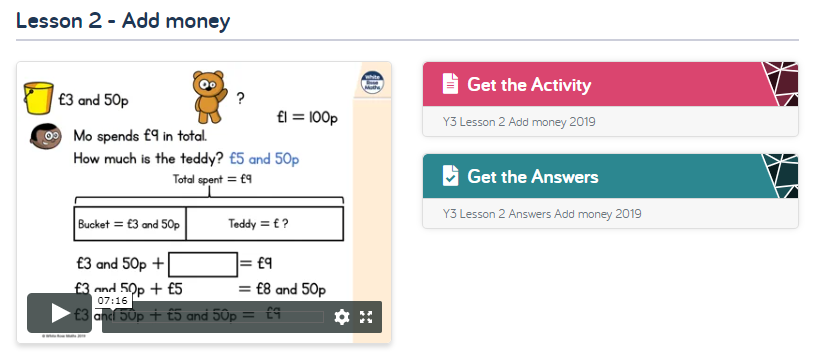 Lesson 2 - Add money
£3 and 50p
?
White
Rose
Maths
£1 = 100p
Mo spends £9 in total.
How much is the teddy? £5 and 50p
Total spent = £9
Bucket = £3 and 50p
Teddy = £ ?
£3 and 50p + = £9
£3 and 50p + £5 = £8 and 50p
07:16
£3 and 50p + £5 and 50p = £9
© White Rose Maths 2019
Get the Activity
Y3 Lesson 2 Add money 2019
Get the Answers
Y3 Lesson 2 Answers Add money 2019